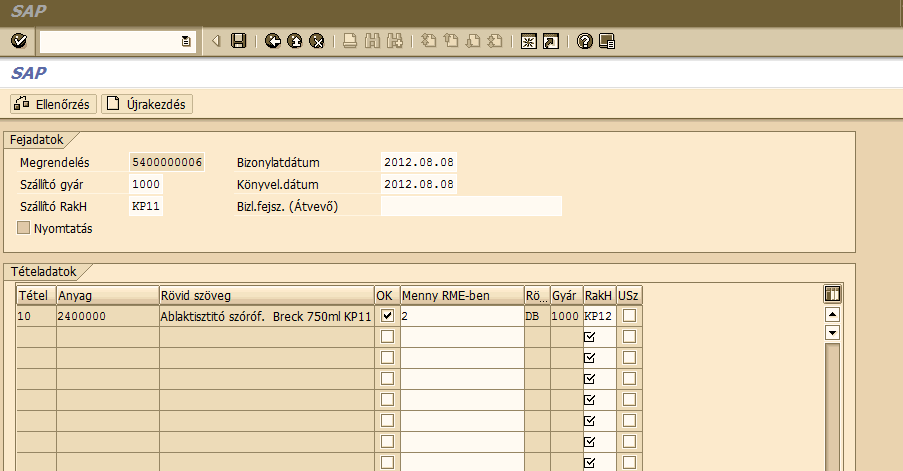 SAP
SAP
Ellenőrzés Újrakezdés
Fejadatok
Megrendelés 5400000006 Bizonylatdátum 2012.08.08
Szállító gyár 1000 Könyvel.dátum 2012.08.08
Szállító RakH KP11 Bizl.fejsz. (Átvevő)
Nyomtatás
Tételadatok
Tétel Anyag Rövid szöveg OK Menny RME-ben Rö... Gyár RakH USz
10 2400000 Ablaktisztitó szóróf. Breck 750ml KP11 2 DB 1000 KP12